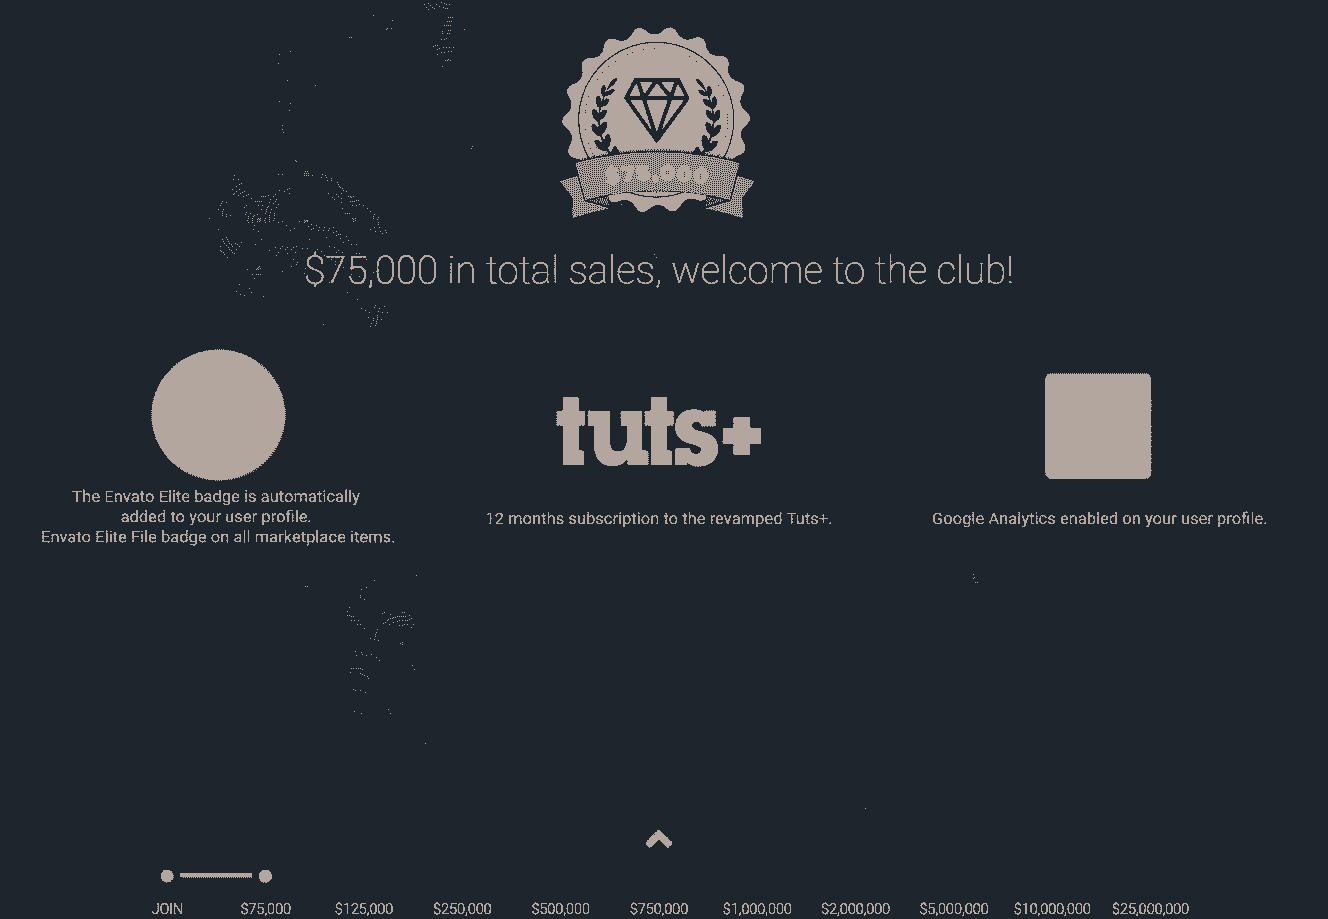 $75,000
$75,000 in total sales, welcome to the club!
tuts+
The Envato Elite badge is automatically
added to your user profile.
Envato Elite File badge on all marketplace items.
12 months subscription to the revamped Tuts+.
Google Analytics enabled on your user profile.
JOIN $75,000 $125,000 $250,000 $500,000 $750,000 $1,000,000 $2,000,000 $5,000,000 $10,000,000 $25,000,000